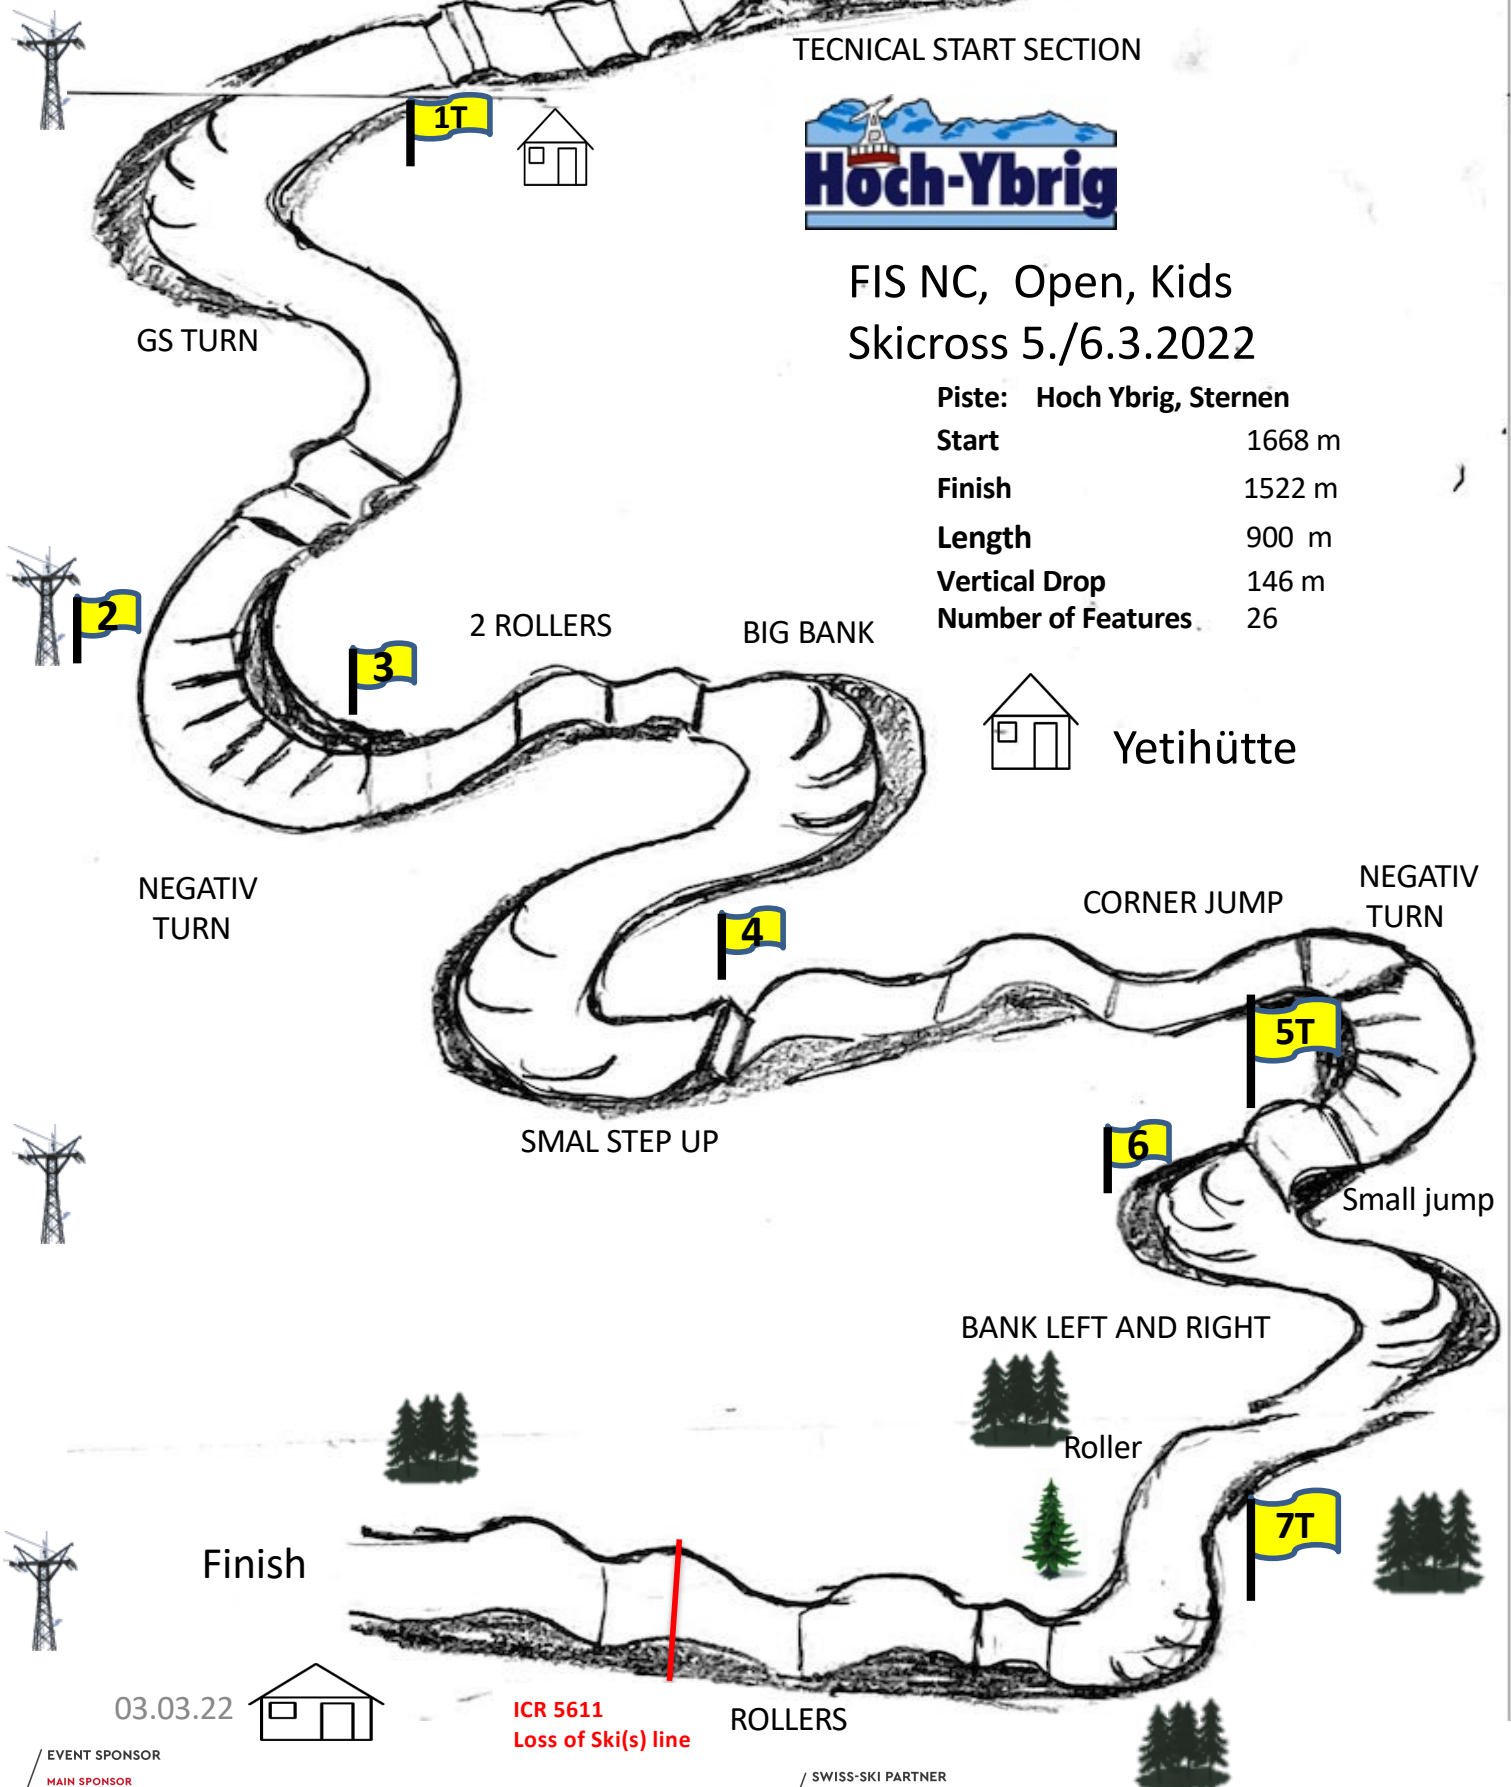 TECNICAL START SECTION
1T
Hoch-Ybrig
FIS NC, Open, Kids
Skicross 5./6.3.2022
GS TURN
Piste: Hoch Ybrig, Sternen
Start 1668 m
Finish 1522 m
Length 900 m
Vertical Drop 146 m
Number of Features 26
2
2 ROLLERS
BIG BANK
3
Yetihütte
NEGATIV
TURN
NEGATIV
TURN
CORNER JUMP
4
5T
SMAL STEP UP
6
Small jump
BANK LEFT AND RIGHT
Roller
7T
Finish
03.03.22
ICR 5611
Loss of Ski(s) line
ROLLERS
EVENT SPONSOR
MAIN SPONSOR
SWISS-SKI PARTNER